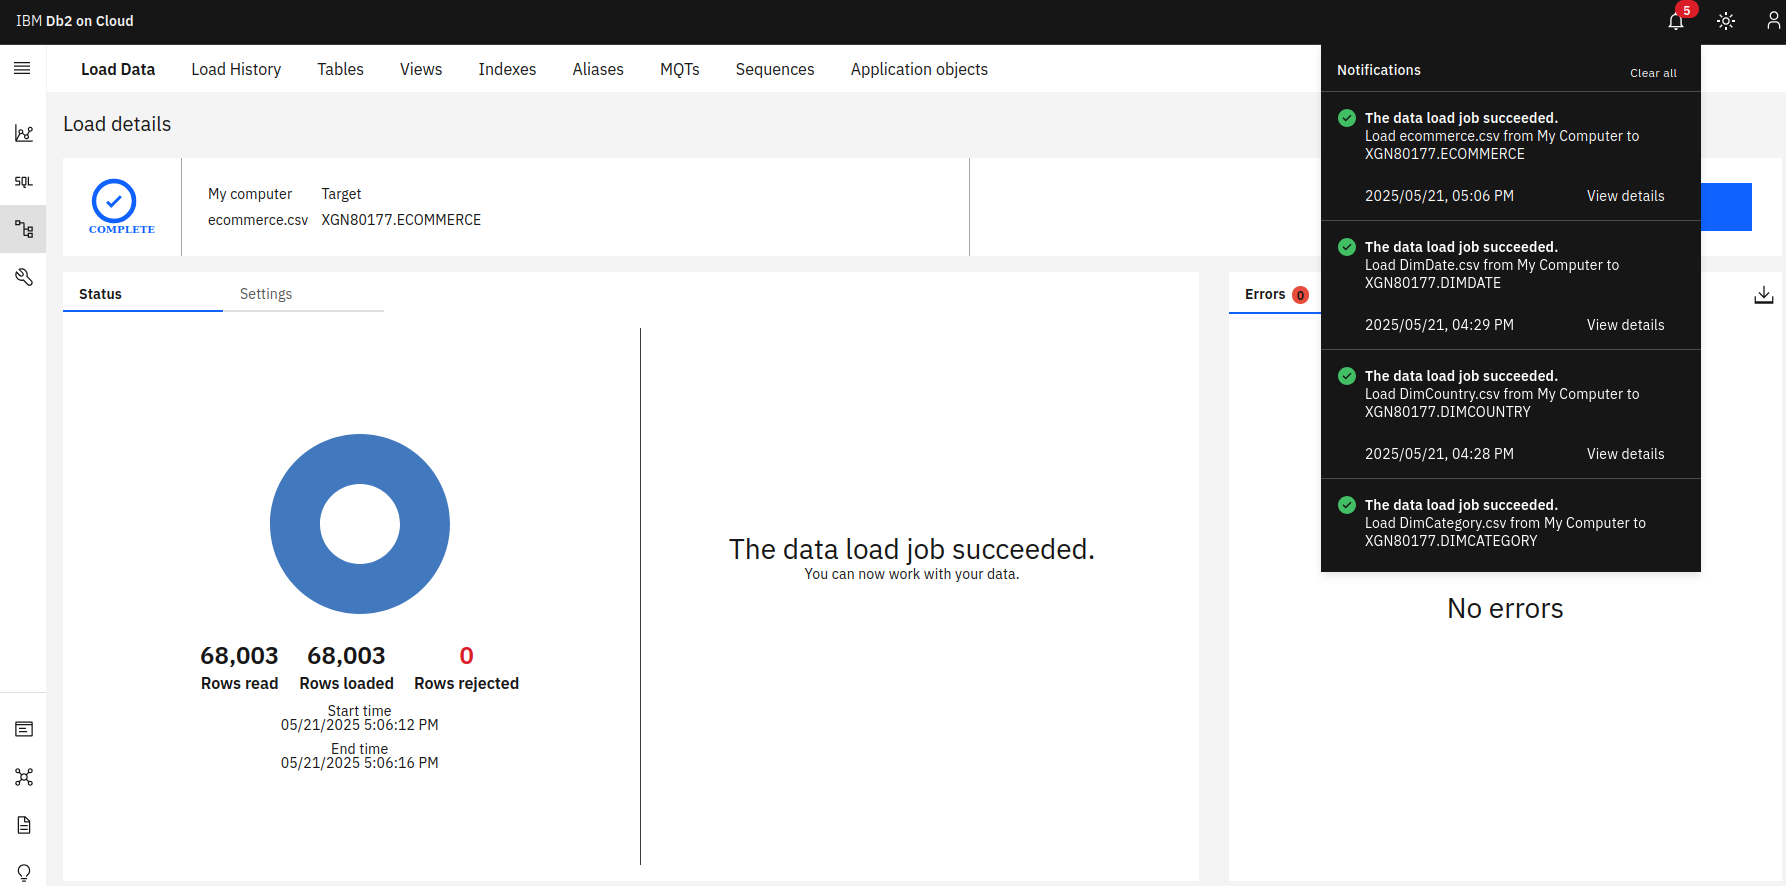 IBM Db2 on Cloud
5
Load Data Load History Tables Views Indexes Aliases MQTs Sequences Application objects
Load details
COMPLETE
My computer Target
ecommerce.csv XGN80177.ECOMMERCE
Status Settings
68,003 68,003 0
Rows read Rows loaded Rows rejected
Start time
05/21/2025 5:06:12 PM
End time
05/21/2025 5:06:16 PM
The data load job succeeded.
You can now work with your data.
Errors 0
No errors
Notifications Clear all
The data load job succeeded.
Load ecommerce.csv from My Computer to
XGN80177.ECOMMERCE
2025/05/21, 05:06 PM View details
The data load job succeeded.
Load DimDate.csv from My Computer to
XGN80177.DIMDATE
2025/05/21, 04:29 PM View details
The data load job succeeded.
Load DimCountry.csv from My Computer to
XGN80177.DIMCOUNTRY
2025/05/21, 04:28 PM View details
The data load job succeeded.
Load DimCategory.csv from My Computer to
XGN80177.DIMCATEGORY
SQL